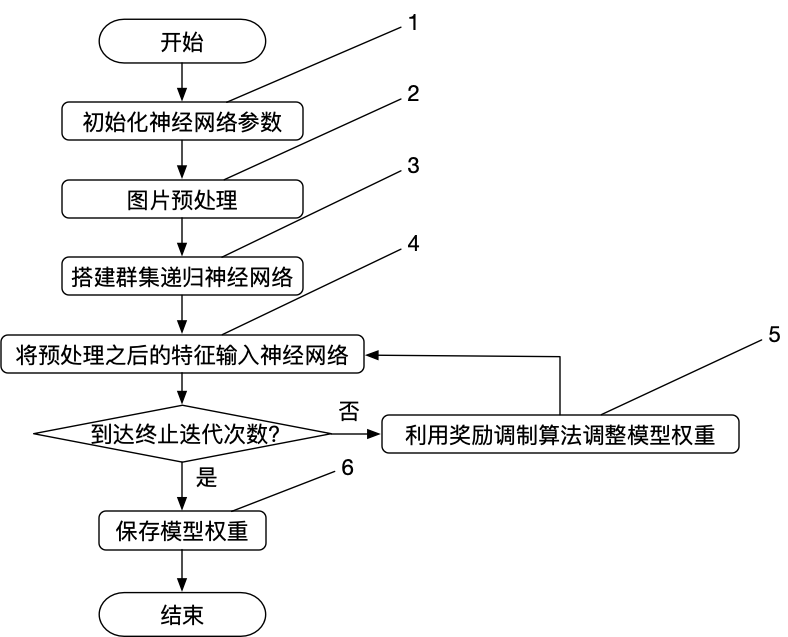 开始
1
初始化神经网络参数
2
图片预处理
3
搭建群集递归神经网络
4
将预处理之后的特征输入神经网络
5
到达终止迭代次数?
否
利用奖励调制算法调整模型权重
是
6
保存模型权重
结束